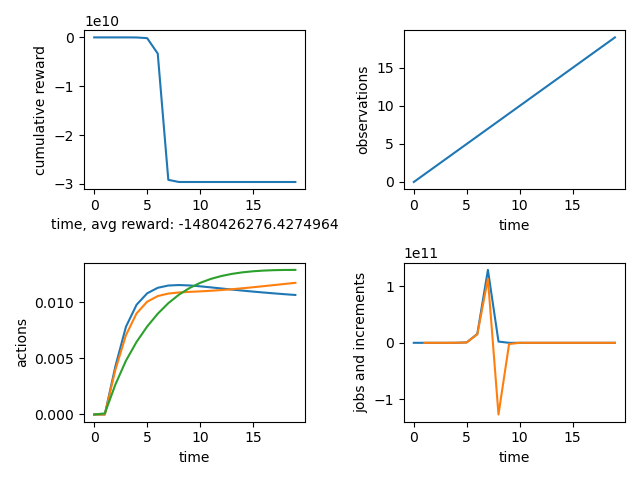 1e10
0
−1
−2
−3
cumulative reward
0 5 10 15
time, avg reward: -1480426276.4274964
15
10
5
0
observations
0 5 10 15
time
0.010
0.005
0.000
actions
0 5 10 15
time
1e11
1
0
−1
jobs and increments
0 5 10 15
time